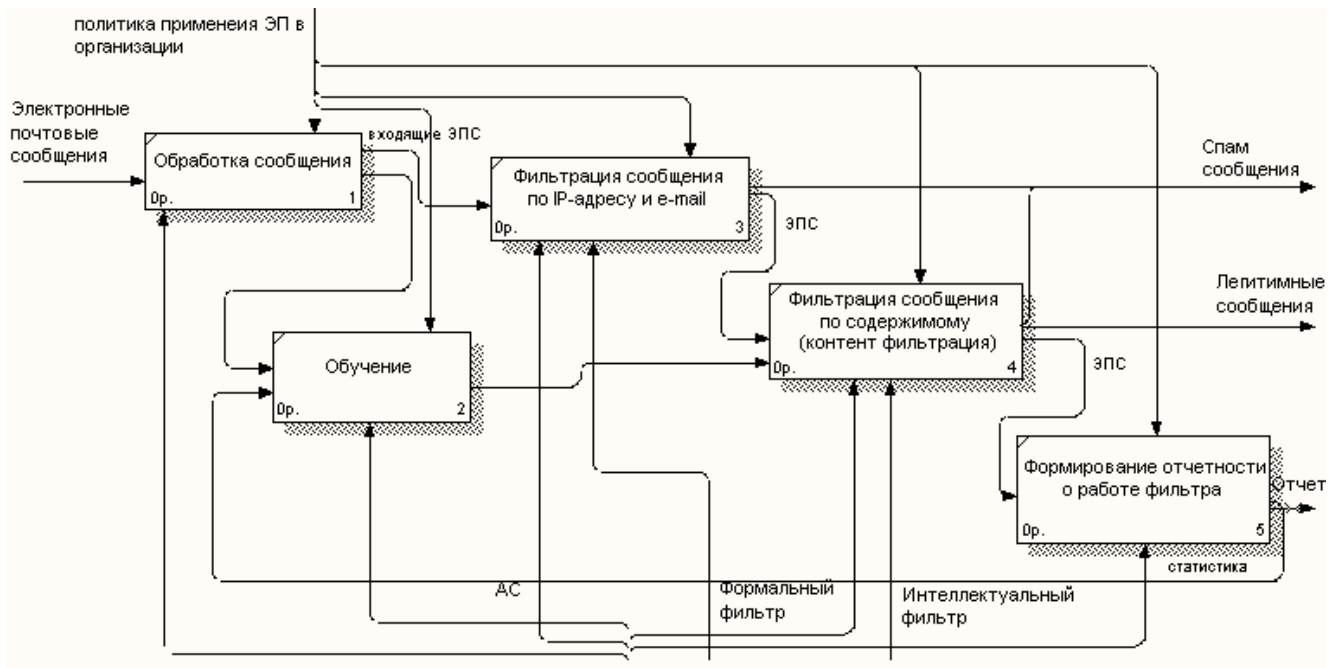 политика применеия ЭП в
организации
Электронные
почтовые
сообщения
Обработка сообщения
0р.
1
входящие ЭПС
Фильтрация сообщения
по IP-адресу и e-mail
0р.
3
Спам
сообщения
ЭПС
Фильтрация сообщения
по содержимому
(контент фильтрация)
0р.
4
Легитимные
сообщения
Обучение
0р.
2
ЭПС
Формирование отчетности
о работе фильтра
0р.
5
Отчет
статистика
АС
Формальный
фильтр
Интеллектуальный
фильтр